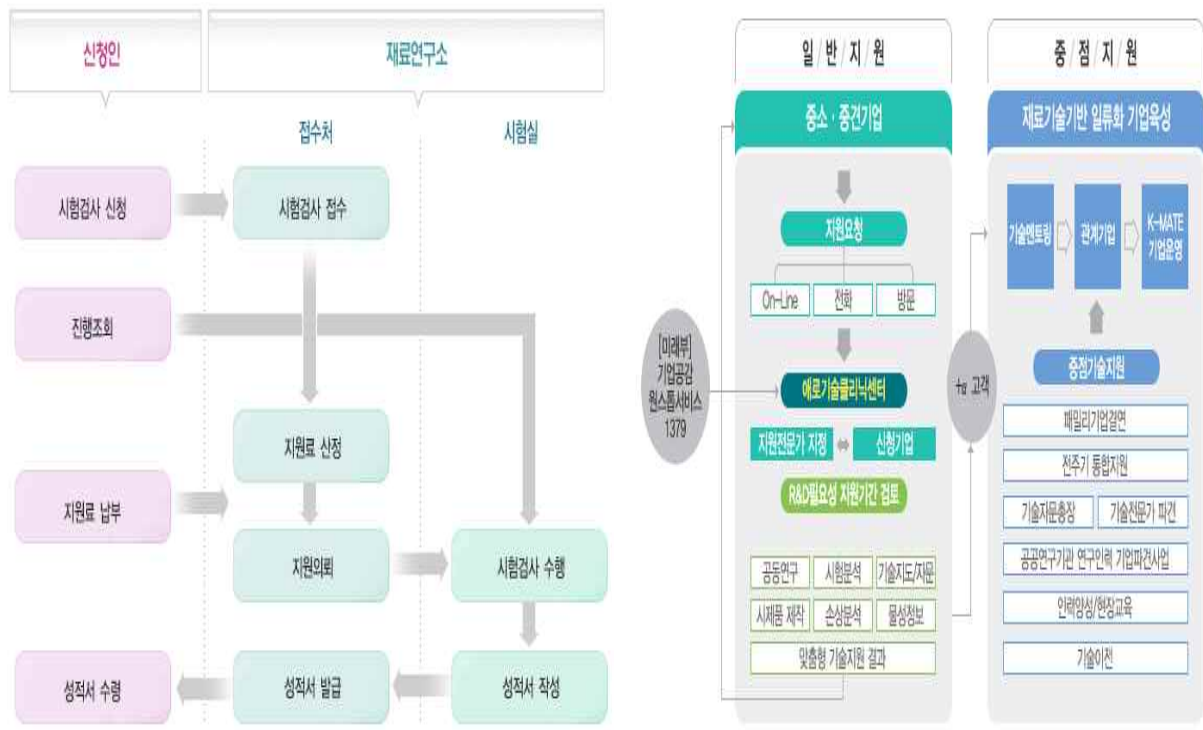 신청인
재료연구소
접수처
시험실
시험검사 신청
시험검사 접수
진행조회
지원료 산정
지원료 납부
지원의뢰
시험검사 수행
성적서 수령
성적서 발급
성적서 작성
일 / 반 / 지 / 원
중소 · 중견기업
지원요청
On-Line
전화
방문
[미래부]
기업공감
원스톱서비스
1379
애로기술클리닉센터
지원전문가 지정
신청기업
R&D필요성 지원기간 검토
공동연구
시험분석
기술지도/자문
시제품 제작
손상분석
물성정보
맞춤형 기술지원 결과
+α 고객
중 / 점 / 지 / 원
재료기술기반 일류화 기업육성
기술멘토링
관계기업
K-MATE
기업운영
중점기술지원
패밀리기업결연
전주기 통합지원
기술자문총장
기술전문가 파견
공공연구기관 연구인력 기업파견사업
인력양성/현장교육
기술이전